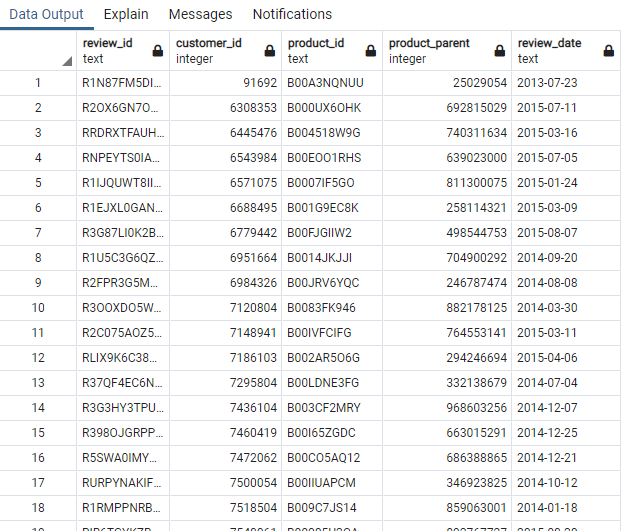 Data Output Explain Messages Notifications
review_id customer_id product_id product_parent review_date
text integer text integer text
1 R1N87FM5DI... 91692 B00A3NQNUU 25029054 2013-07-23
2 R2OX6GN7O... 6308353 B000UX6OHK 692815029 2015-07-11
3 RRDRXTFAUH... 6445476 B004518W9G 740311634 2015-03-16
4 RNPEYTS0IA... 6543984 B00EOO1RHS 639023000 2015-07-05
5 R1IJQUWT8II... 6571075 B0007IF5GO 811300075 2015-01-24
6 R1EJXL0GAN... 6688495 B001G9EC8K 258114321 2015-03-09
7 R3G87LI0K2B... 6779442 B00FJGIIW2 498544753 2015-08-07
8 R1U5C3G6QZ... 6951664 B0014JKJJI 704900292 2014-09-20
9 R2FPR3G5M... 6984326 B00JRV6YQC 246787474 2014-08-08
10 R3OOXDO5W... 7120804 B0083FK946 882178125 2014-03-30
11 R2C075AOZ5... 7148941 B00IVFCIFG 764553141 2015-03-11
12 RLIX9K6C38... 7186103 B002AR5O6G 294246694 2015-04-06
13 R37QF4EC6N... 7295804 B00LDNE3FG 332138679 2014-07-04
14 R3G3HY3TPU... 7436104 B003CF2MRY 968603256 2014-12-07
15 R398OJGRPP... 7460419 B00I65ZGDC 663015291 2014-12-25
16 R5SWA0IMY... 7472062 B00CO5AQ12 686388865 2014-12-21
17 RURPYNAKIF... 7500054 B00IIUAPCM 346923825 2014-10-12
18 R1RMPPNRB... 7518504 B009C7JS14 859063001 2014-01-18